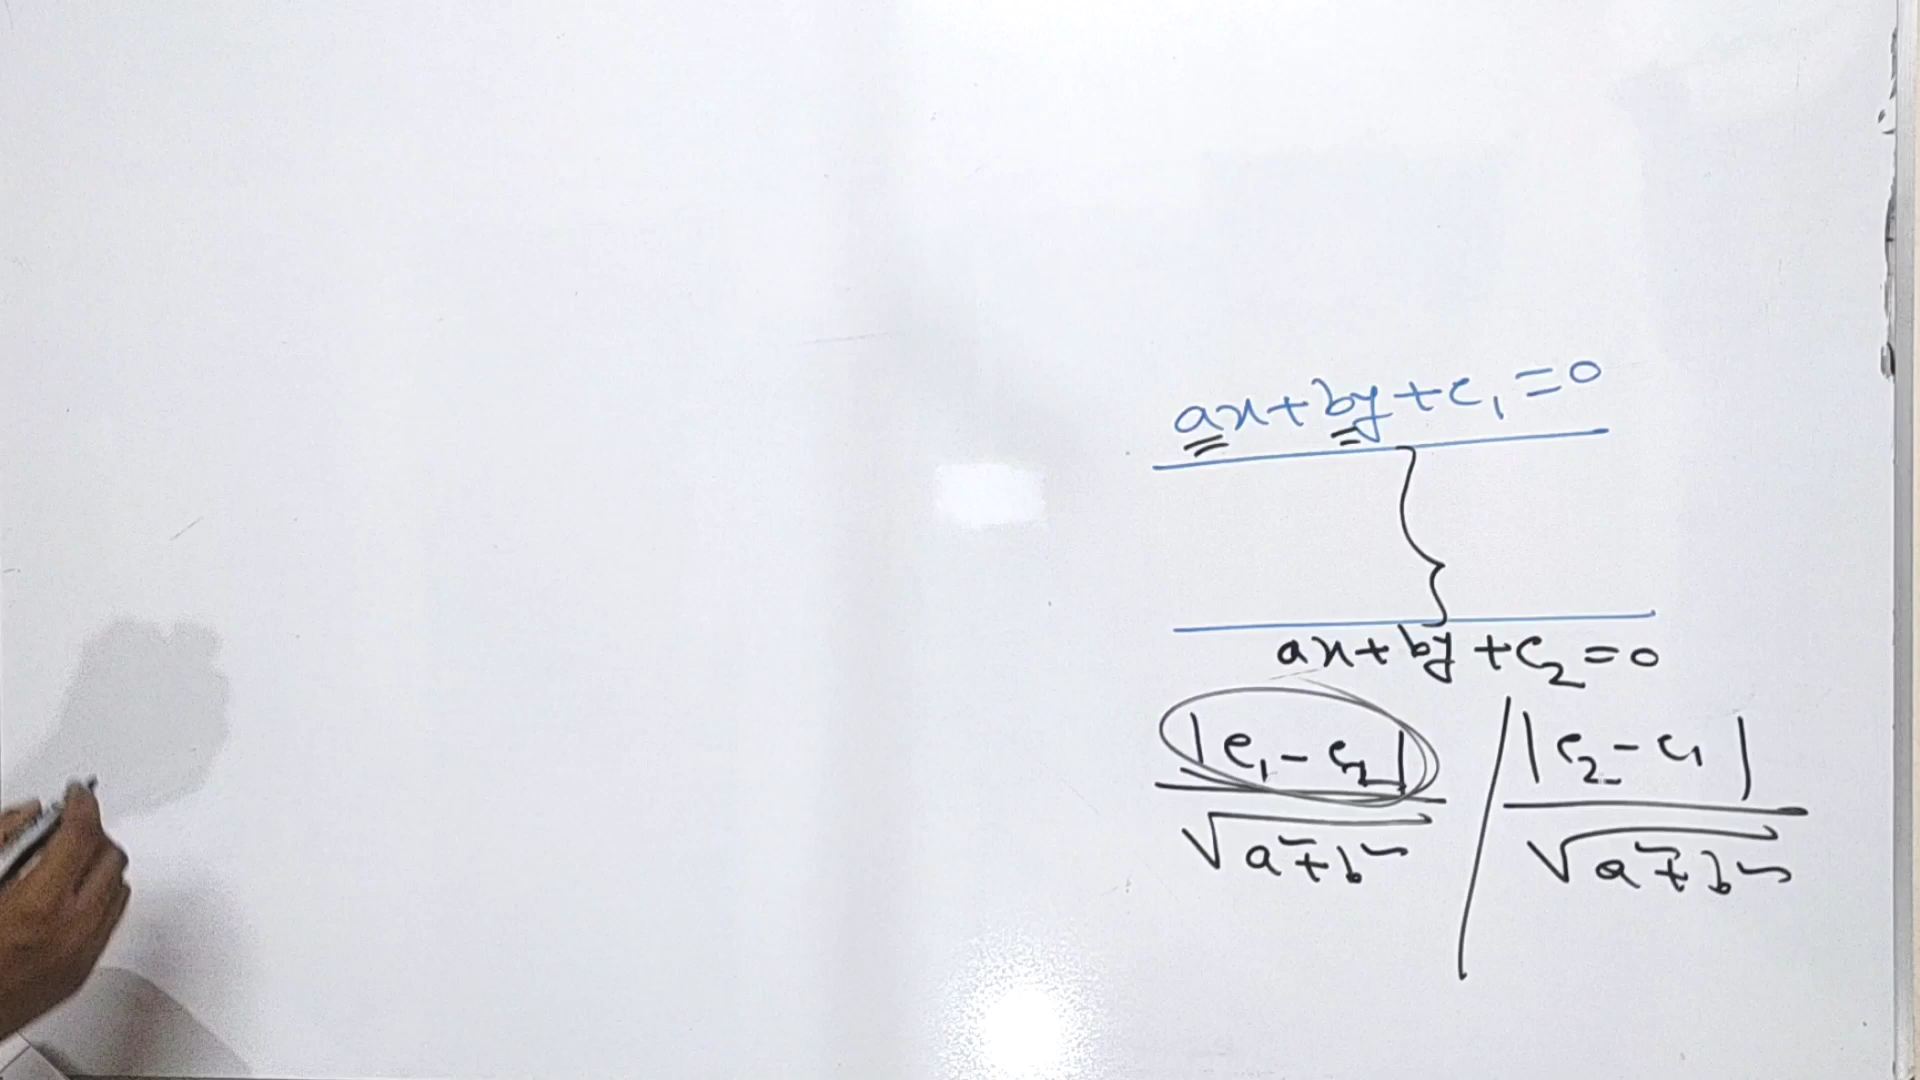 ax+by+c₁=0
ax+by+c₂=0
|c₁-c₂| / |c₂-c₁|
√a²+b² / √a²+b²